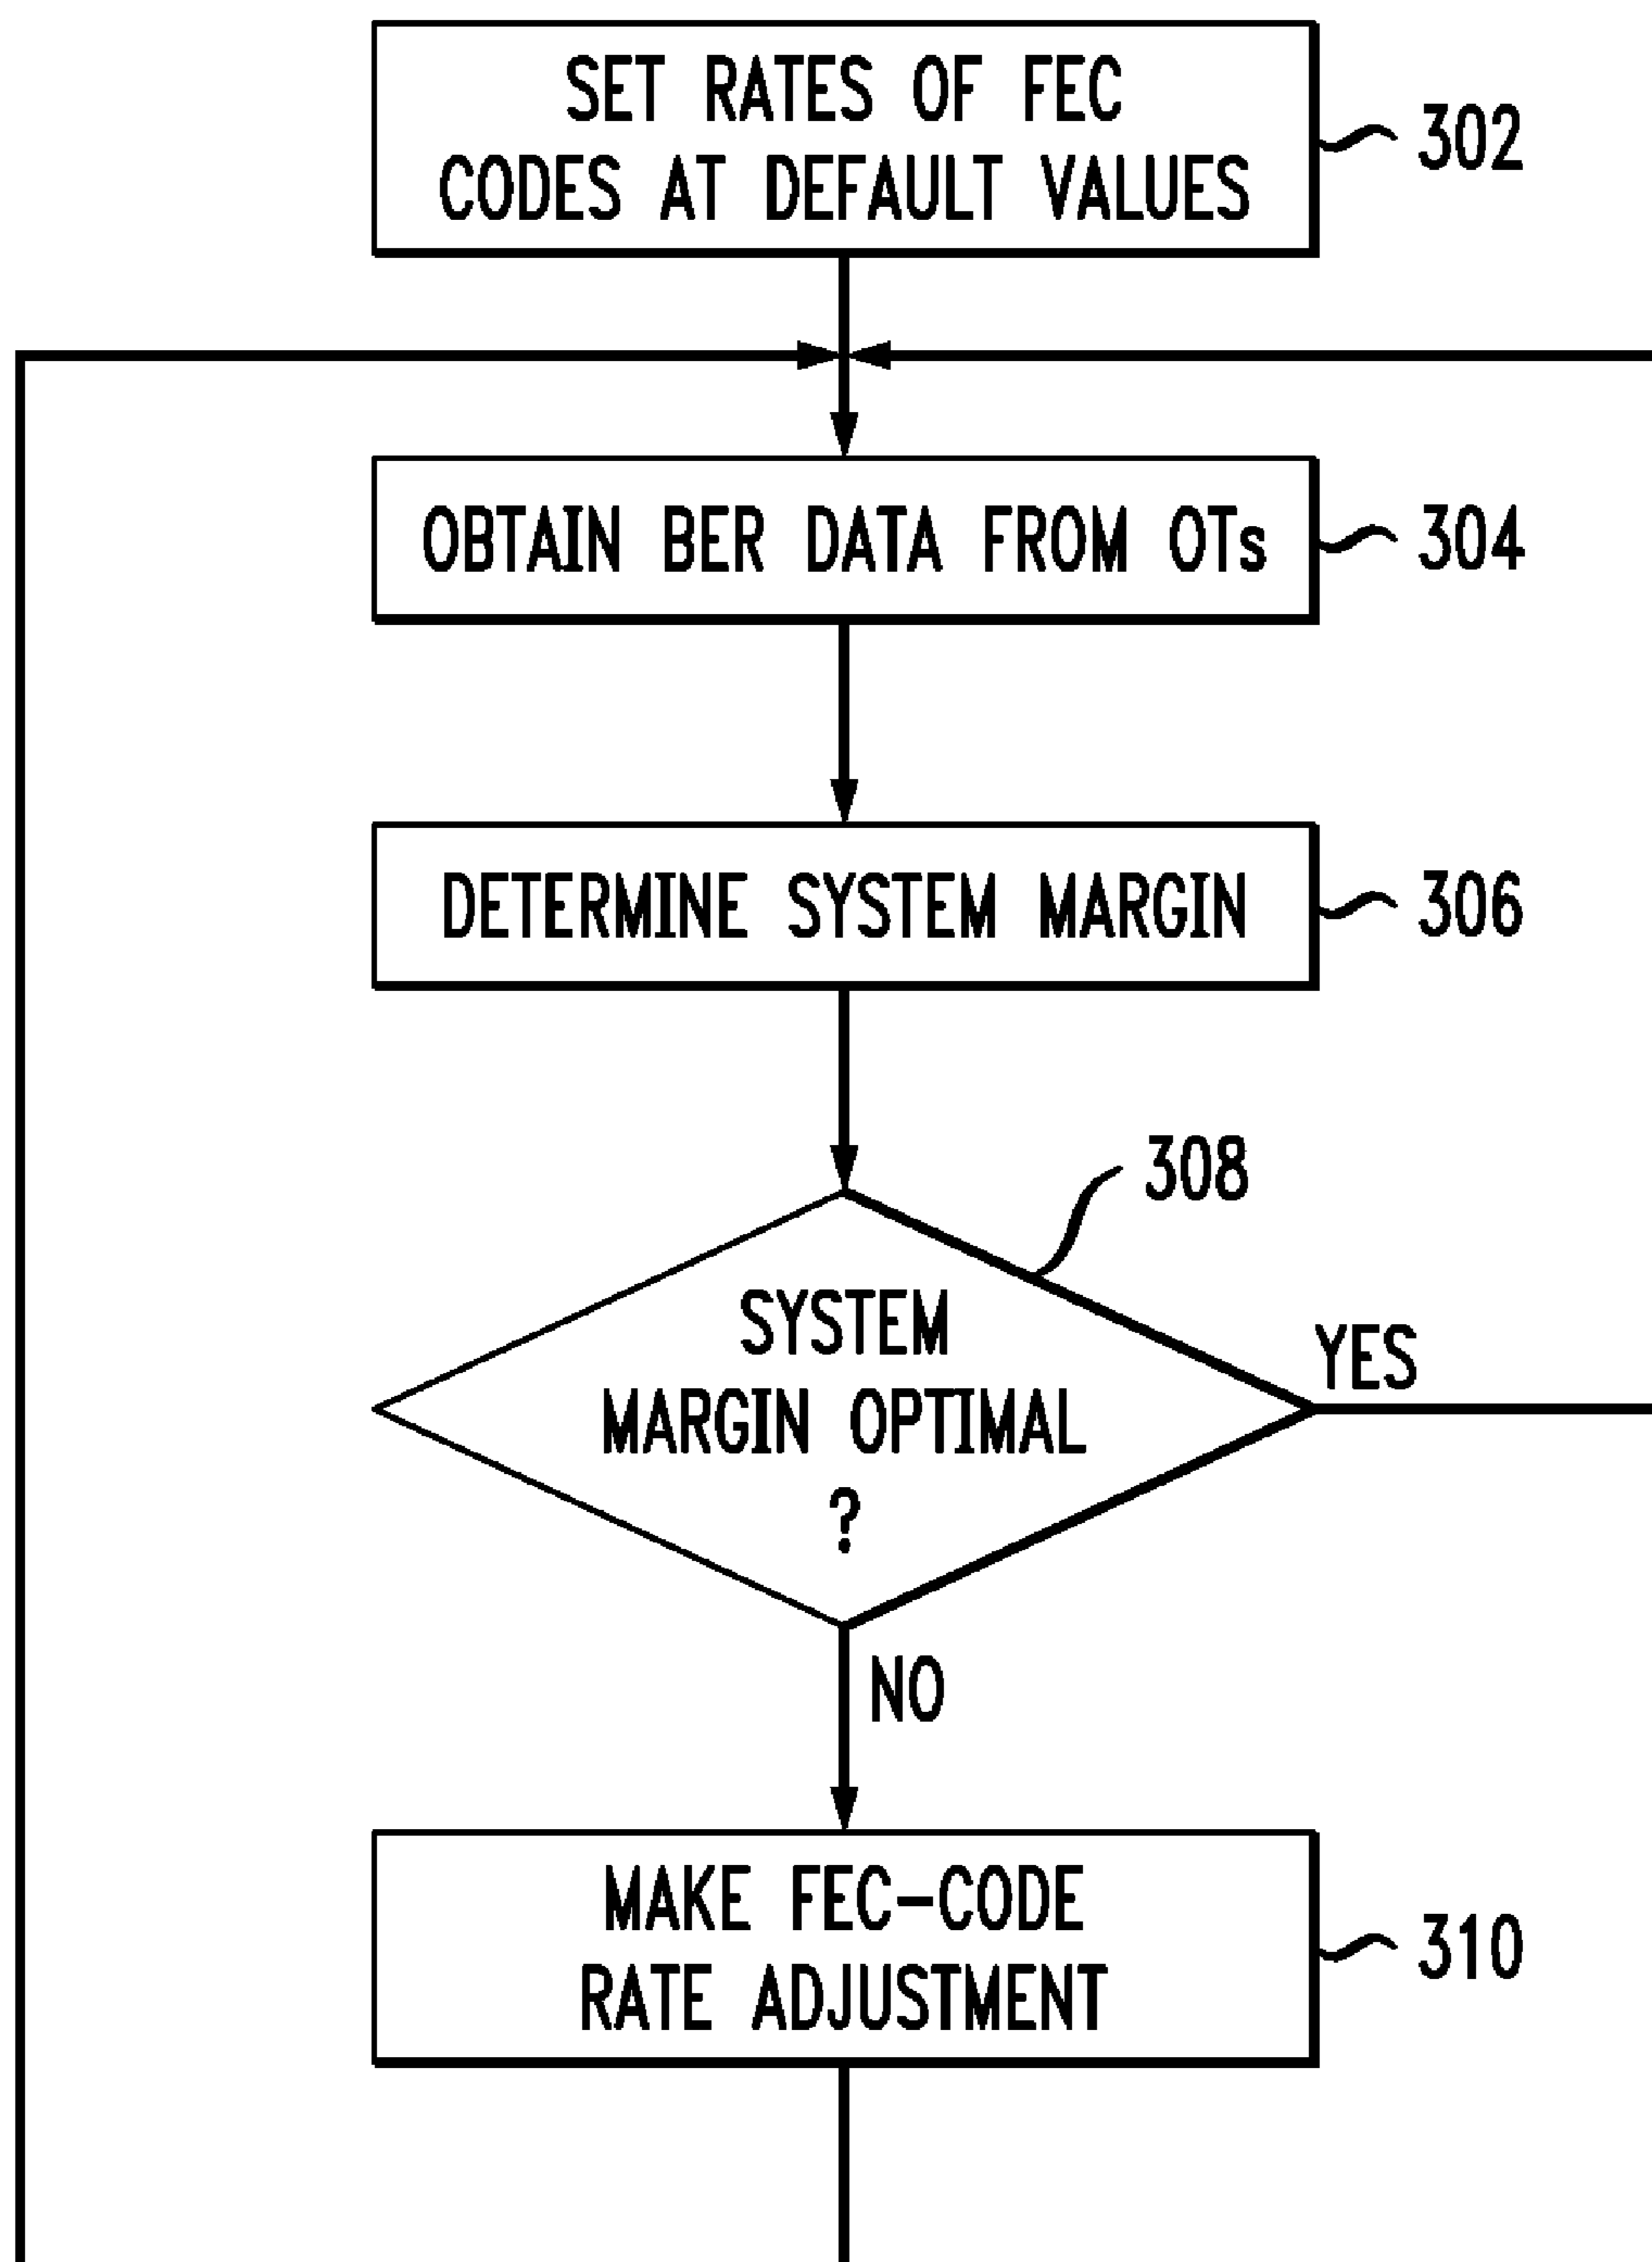 SET RATES OF FEC
CODES AT DEFAULT VALUES
302
OBTAIN BER DATA FROM OTs
304
DETERMINE SYSTEM MARGIN
306
308
SYSTEM
MARGIN OPTIMAL
?
YES
NO
MAKE FEC-CODE
RATE ADJUSTMENT
310